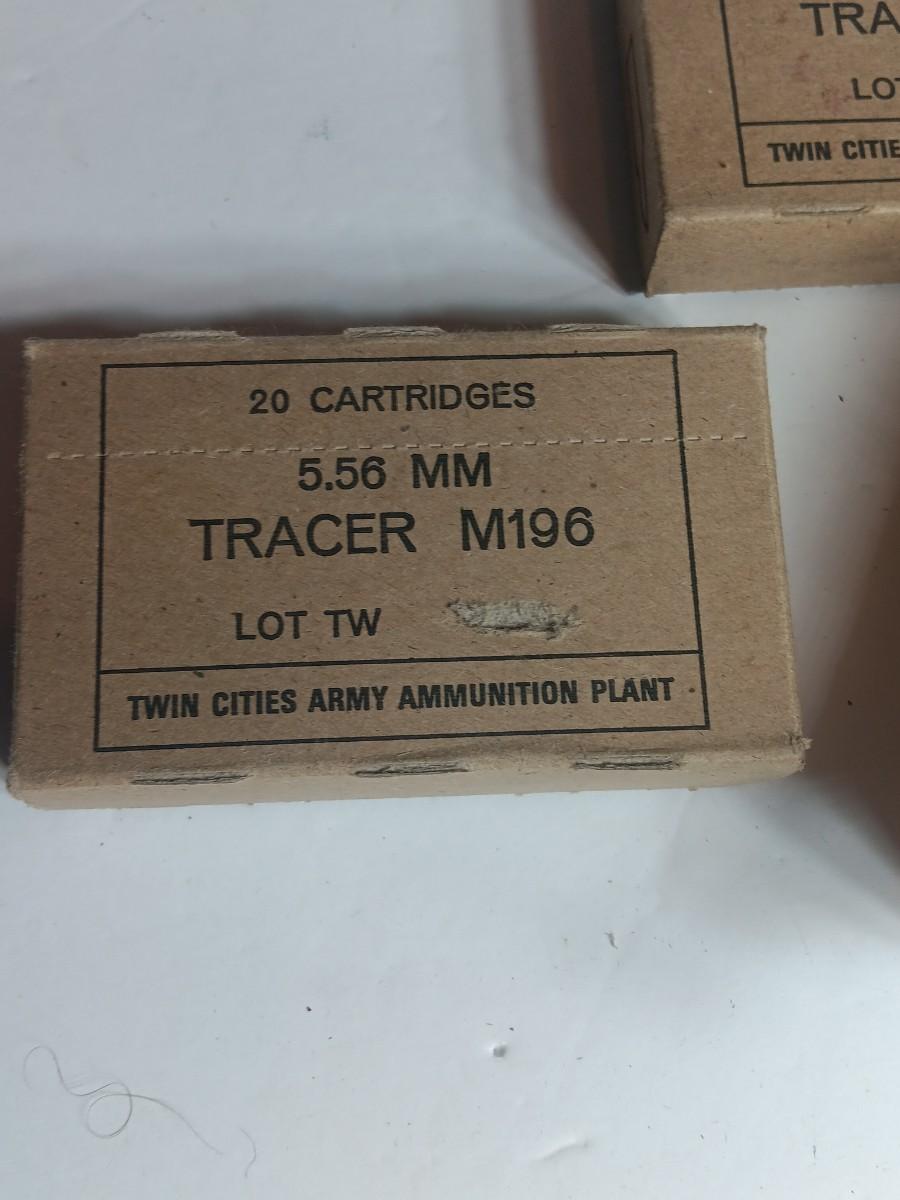 TRA
LOT
TWIN CITIE
20 CARTRIDGES
5.56 MM
TRACER M196
LOT TW
TWIN CITIES ARMY AMMUNITION PLANT